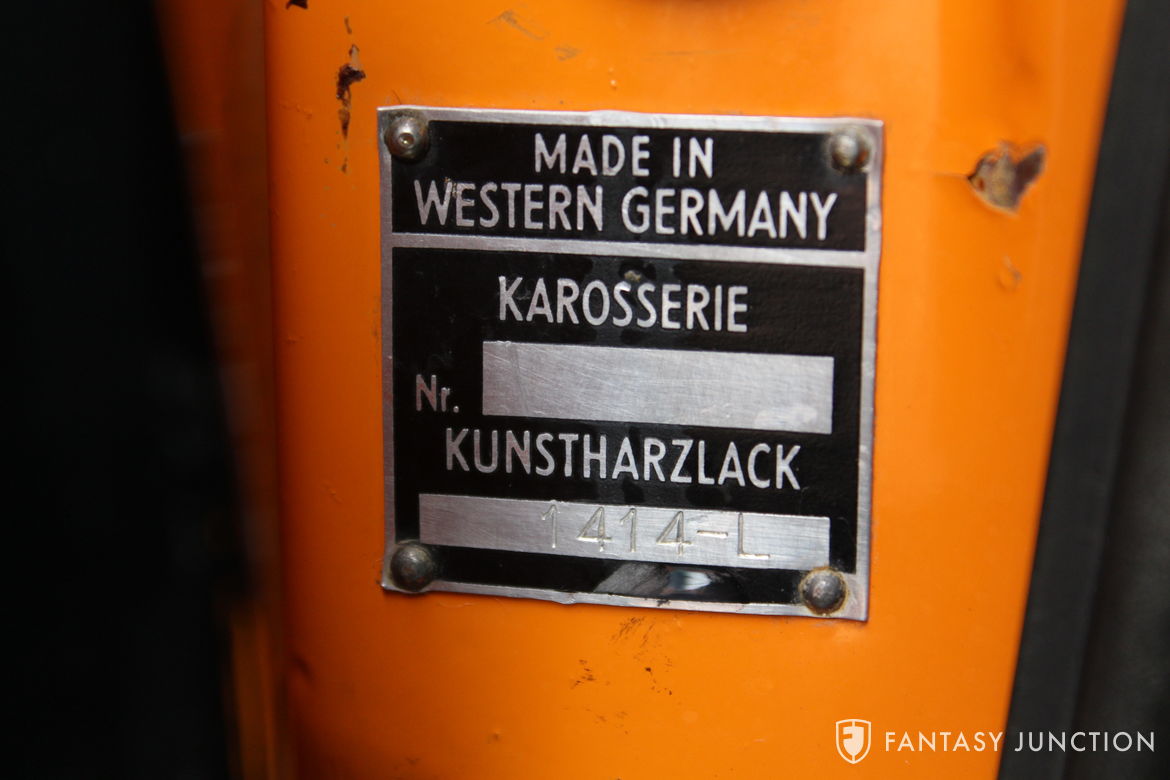 MADE IN
WESTERN GERMANY
KAROSSERIE
Nr.
KUNSTHARZLACK
1414-L
FANTASY JUNCTION